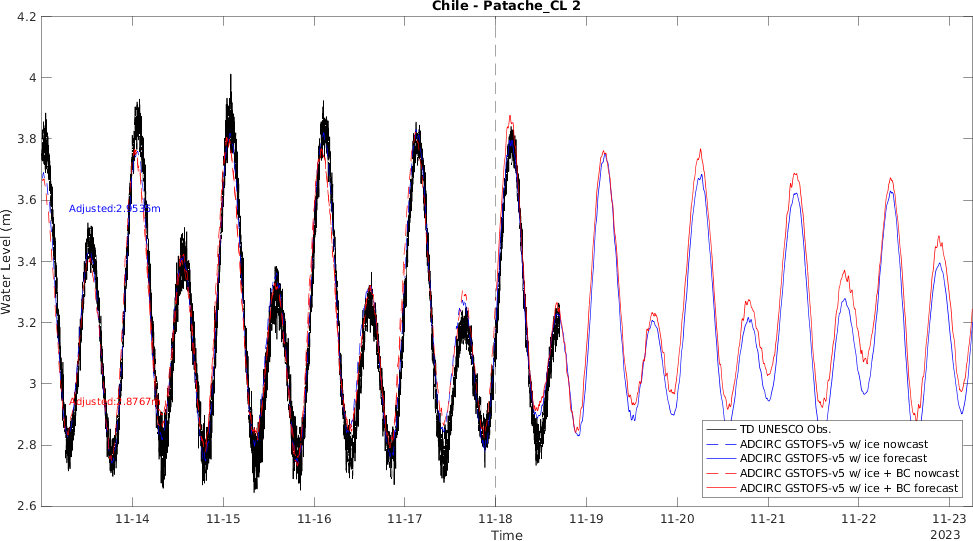 Chile - Patache_CL 2
4.2
4
3.8
3.6
3.4
3.2
3
2.8
2.6
Water Level (m)
Adjusted:2.9535m
Adjusted:2.8767m
TD UNESCO Obs.
ADCIRC GSTOFS-v5 w/ ice nowcast
ADCIRC GSTOFS-v5 w/ ice forecast
ADCIRC GSTOFS-v5 w/ ice + BC nowcast
ADCIRC GSTOFS-v5 w/ ice + BC forecast
11-14 11-15 11-16 11-17 11-18 11-19 11-20 11-21 11-22 11-23
Time
2023